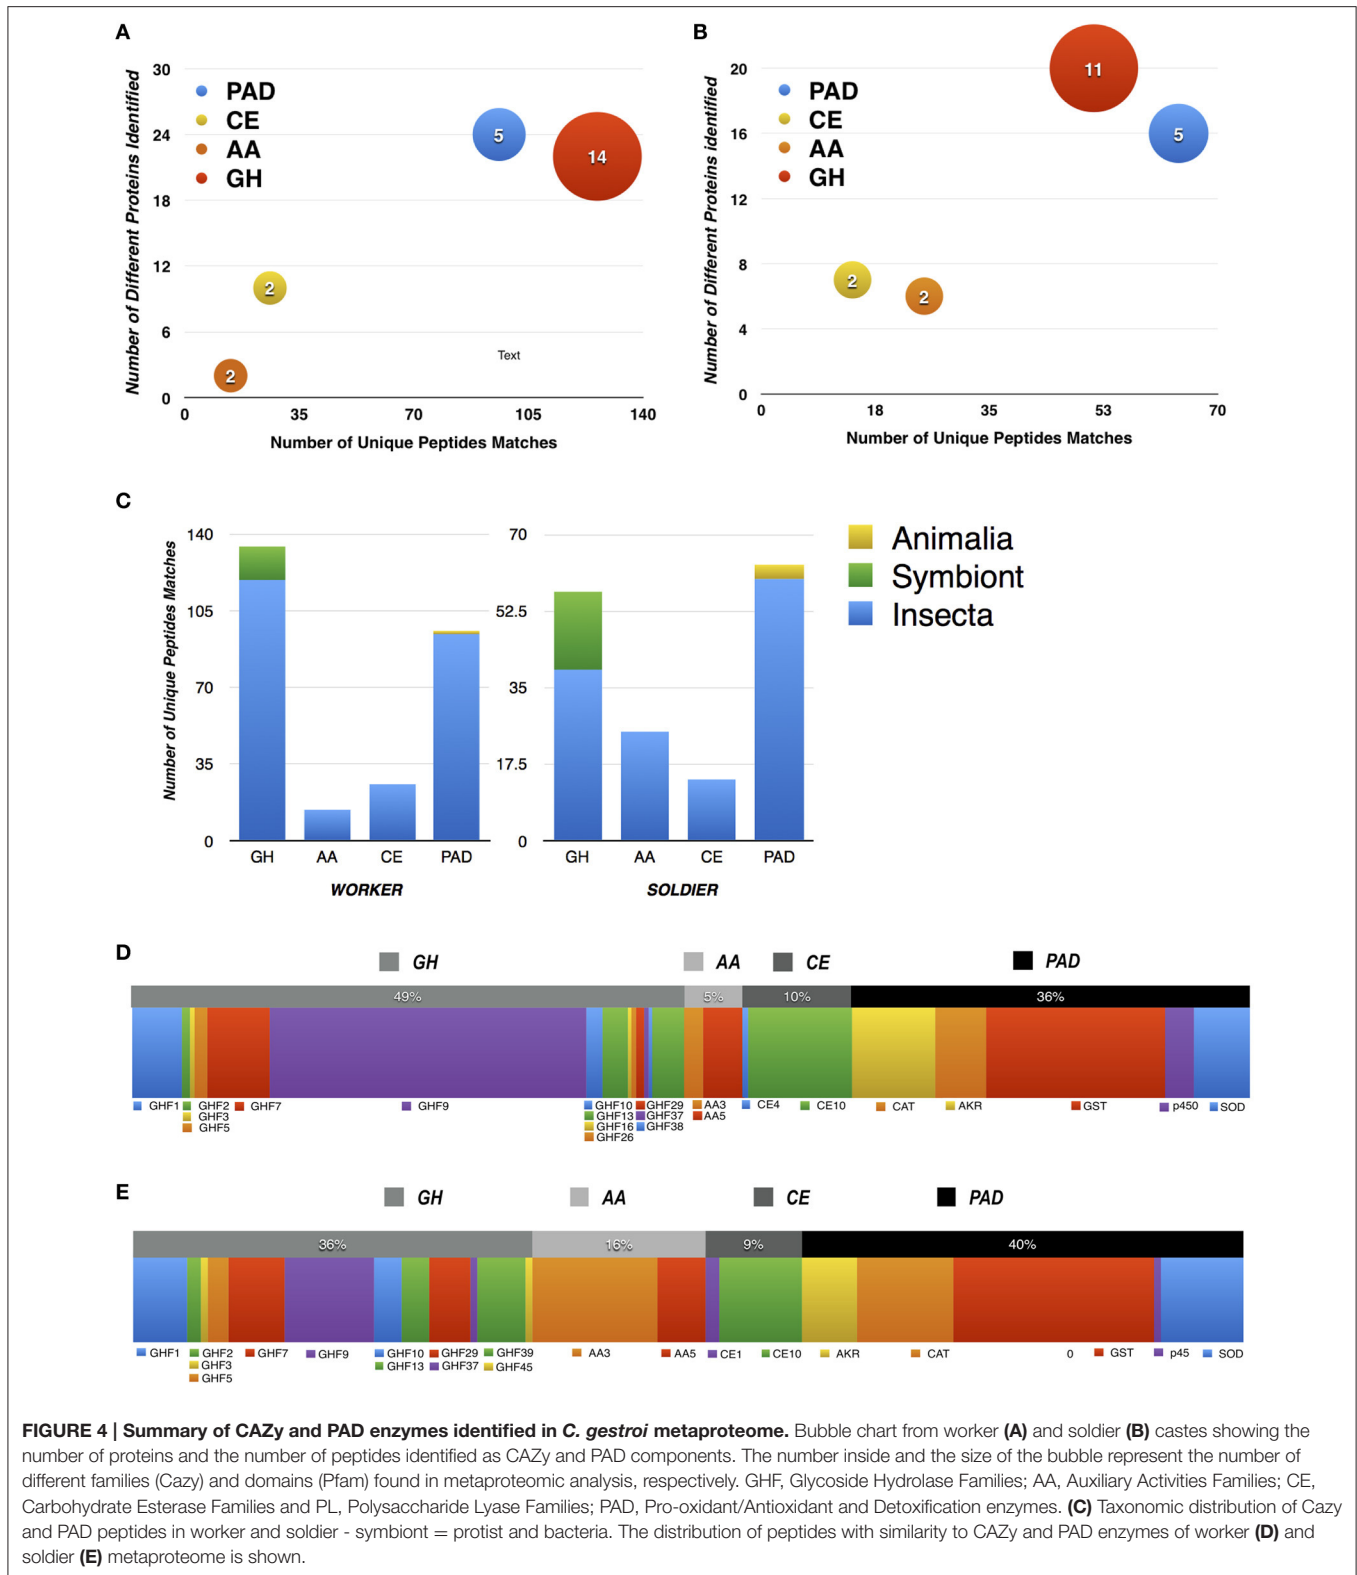 A
B
Number of Different Proteins Identified
30
24
18
12
6
0
PAD
CE
AA
GH
5
14
2
2
Text
0 35 70 105 140
Number of Unique Peptides Matches
Number of Different Proteins identified
20
16
12
8
4
0
PAD
CE
AA
GH
11
5
2
2
0 18 35 53 70
Number of Unique Peptides Matches
C
Number of Unique Peptides Matches
140
105
70
35
0
GH AA CE PAD
WORKER
70
52.5
35
17.5
0
GH AA CE PAD
SOLDIER
Animalia
Symbiont
Insecta
D
GH AA CE PAD
49% 5% 10% 36%
GHF1 GHF2 GHF7 GHF9 GHF10 GHF29 AA3 CE4 CE10 CAT AKR GST p450 SOD
GHF3 GHF13 GHF37 AA5
GHF5 GHF16 GHF38
GHF26
E
GH AA CE PAD
36% 16% 9% 40%
GHF1 GHF2 GHF7 GHF9 GHF10 GHF29 GHF39 AA3 AA5 CE1 CE10 AKR CAT 0 GST p45 SOD
GHF3 GHF13 GHF37 GHF45
GHF5
FIGURE 4 | Summary of CAZy and PAD enzymes identified in C. gestroi metaproteome. Bubble chart from worker (A) and soldier (B) castes showing the
number of proteins and the number of peptides identified as CAZy and PAD components. The number inside and the size of the bubble represent the number of
different families (Cazy) and domains (Pfam) found in metaproteomic analysis, respectively. GHF, Glycoside Hydrolase Families; AA, Auxiliary Activities Families; CE,
Carbohydrate Esterase Families and PL, Polysaccharide Lyase Families; PAD, Pro-oxidant/Antioxidant and Detoxification enzymes. (C) Taxonomic distribution of Cazy
and PAD peptides in worker and soldier - symbiont = protist and bacteria. The distribution of peptides with similarity to CAZy and PAD enzymes of worker (D) and
soldier (E) metaproteome is shown.